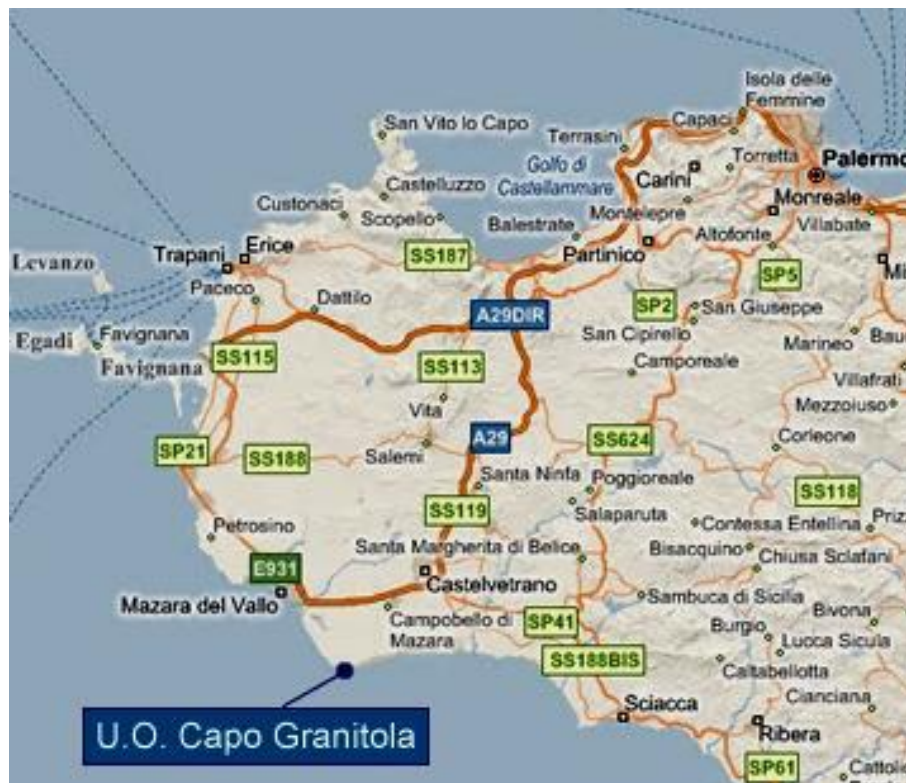 Isola delle
Femmine
San Vito lo Capo
Capaci
Terrasini
Golfo di
Castellammare
Torretta
Palermo
Carini
Castelluzzo
Custonaci
Scopello
Montelepre
Monreale
Balestrate
Villabate
Altofonte
Erice
Trapani
Partinico
SS187
Levanzo
Paceco
Dattilo
SP2
SP5
San Giuseppe
A29DIR
San Cipirello
Egadi
Favignana
Marineo
Favignana
SS115
SS113
Camporeale
Villafrati
Vita
Mezzoiuso
SP21
A29
SS624
Corleone
SS188
Salemi
Santa Ninfa
Poggioreale
SS118
SS119
Salaparuta
Petrosino
Contessa Entellina
Santa Margherita di Belice
Bisacquino
Chiusa Sclafani
E931
Castelvetrano
Mazara del Vallo
Sambuca di Sicilia
Campobello di
Mazara
SP41
Bivona
Burgio
Lucca Sicula
SS188BIS
Caltabellotta
Cianciana
Sciacca
U.O. Capo Granitola
Ribera
SP61